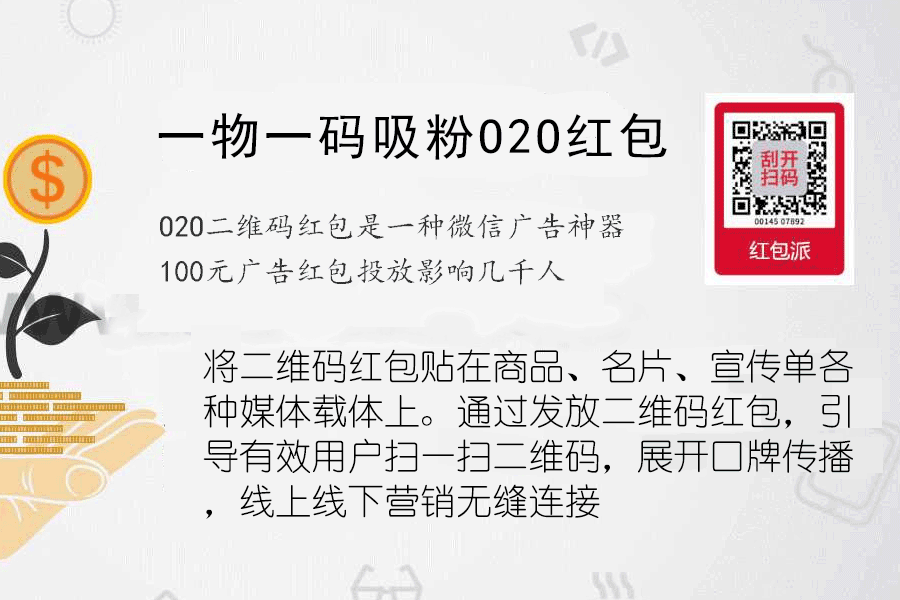 一物一码吸粉020红包
020二维码红包是一种微信广告神器
100元广告红包投放影响几千人
刮开
扫码
00145 07892
红包派
将二维码红包贴在商品、名片、宣传单各
种媒体载体上。通过发放二维码红包，引
导有效用户扫一扫二维码，展开口牌传播
，线上线下营销无缝连接